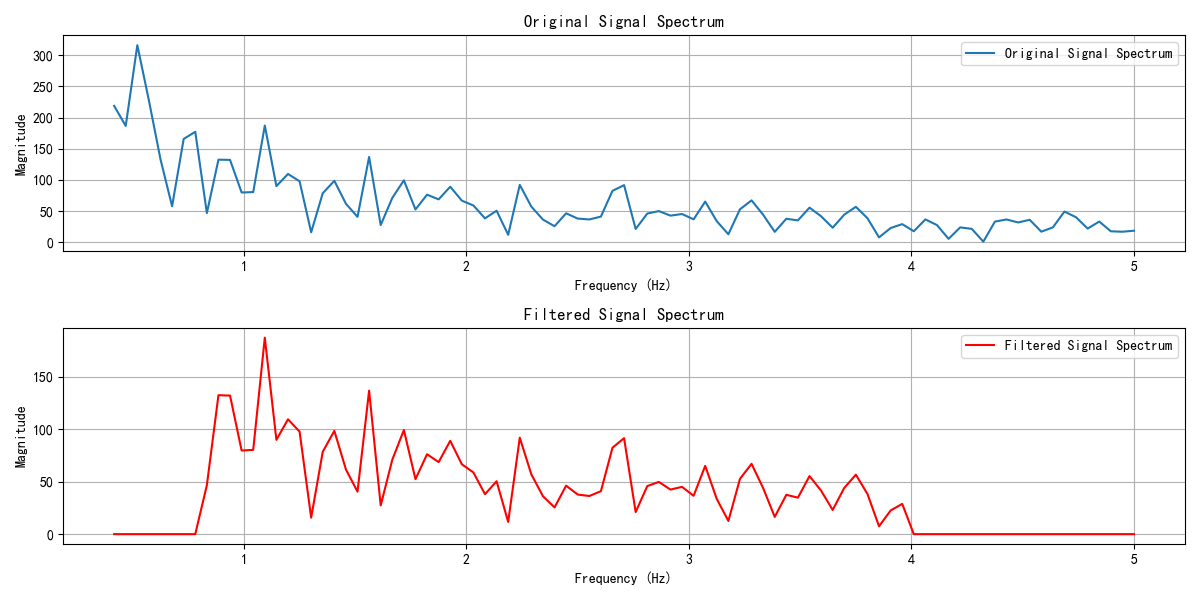 Original Signal Spectrum
Original Signal Spectrum
Magnitude
300
250
200
150
100
50
0
1 2 3 4 5
Frequency (Hz)
Filtered Signal Spectrum
Filtered Signal Spectrum
Magnitude
150
100
50
0
1 2 3 4 5
Frequency (Hz)